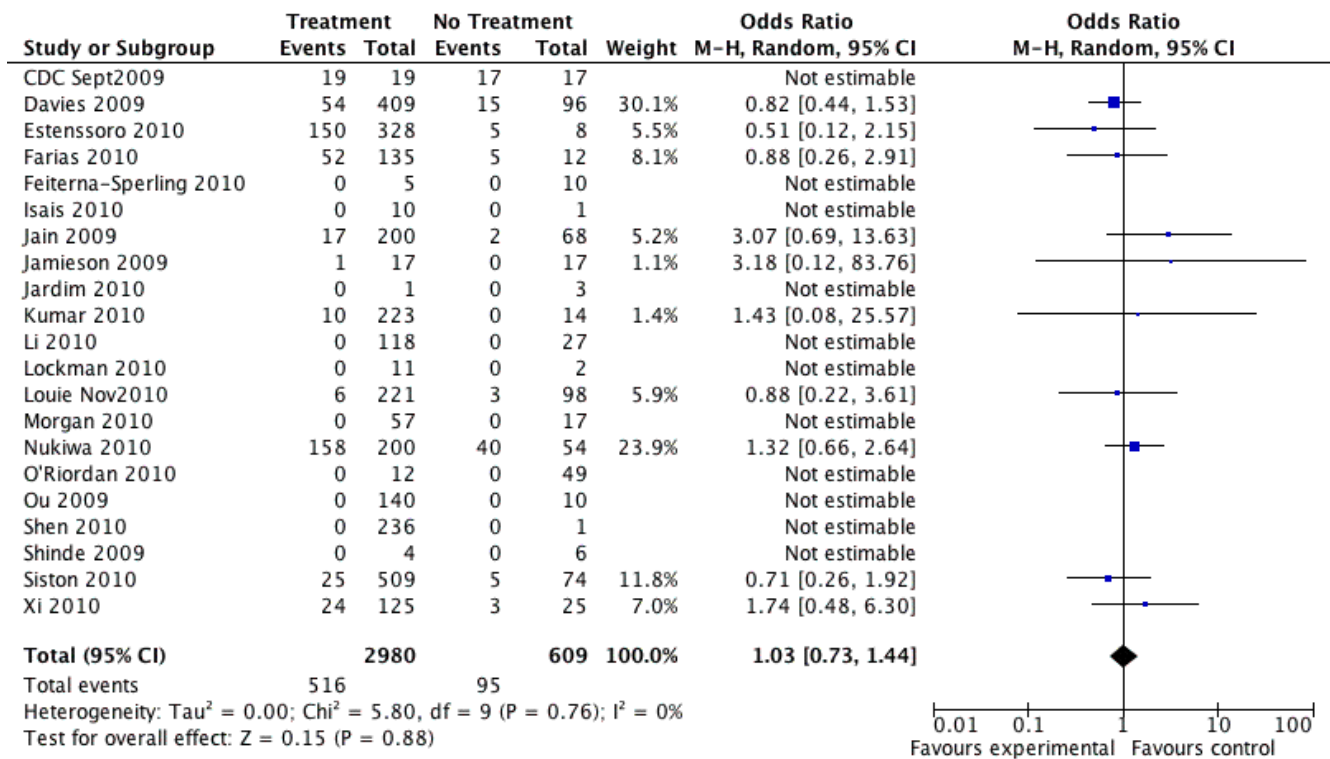 Treatment No Treatment Odds Ratio Odds Ratio
Study or Subgroup Events Total Events Total Weight M-H, Random, 95% CI M-H, Random, 95% CI
CDC Sept2009 19 19 17 17 Not estimable
Davies 2009 54 409 15 96 30.1% 0.82 [0.44, 1.53]
Estenssoro 2010 150 328 5 8 5.5% 0.51 [0.12, 2.15]
Farias 2010 52 135 5 12 8.1% 0.88 [0.26, 2.91]
Feiterna-Sperling 2010 0 5 0 10 Not estimable
Isais 2010 0 10 0 1 Not estimable
Jain 2009 17 200 2 68 5.2% 3.07 [0.69, 13.63]
Jamieson 2009 1 17 0 17 1.1% 3.18 [0.12, 83.76]
Jardim 2010 0 1 0 3 Not estimable
Kumar 2010 10 223 0 14 1.4% 1.43 [0.08, 25.57]
Li 2010 0 118 0 27 Not estimable
Lockman 2010 0 11 0 2 Not estimable
Louie Nov2010 6 221 3 98 5.9% 0.88 [0.22, 3.61]
Morgan 2010 0 57 0 17 Not estimable
Nukiwa 2010 158 200 40 54 23.9% 1.32 [0.66, 2.64]
O'Riordan 2010 0 12 0 49 Not estimable
Ou 2009 0 140 0 10 Not estimable
Shen 2010 0 236 0 1 Not estimable
Shinde 2009 0 4 0 6 Not estimable
Siston 2010 25 509 5 74 11.8% 0.71 [0.26, 1.92]
Xi 2010 24 125 3 25 7.0% 1.74 [0.48, 6.30]
Total (95% CI) 2980 609 100.0% 1.03 [0.73, 1.44]
Total events 516 95
Heterogeneity: Tau² = 0.00; Chi² = 5.80, df = 9 (P = 0.76); I² = 0%
Test for overall effect: Z = 0.15 (P = 0.88)
0.01 0.1 1 10 100
Favours experimental Favours control